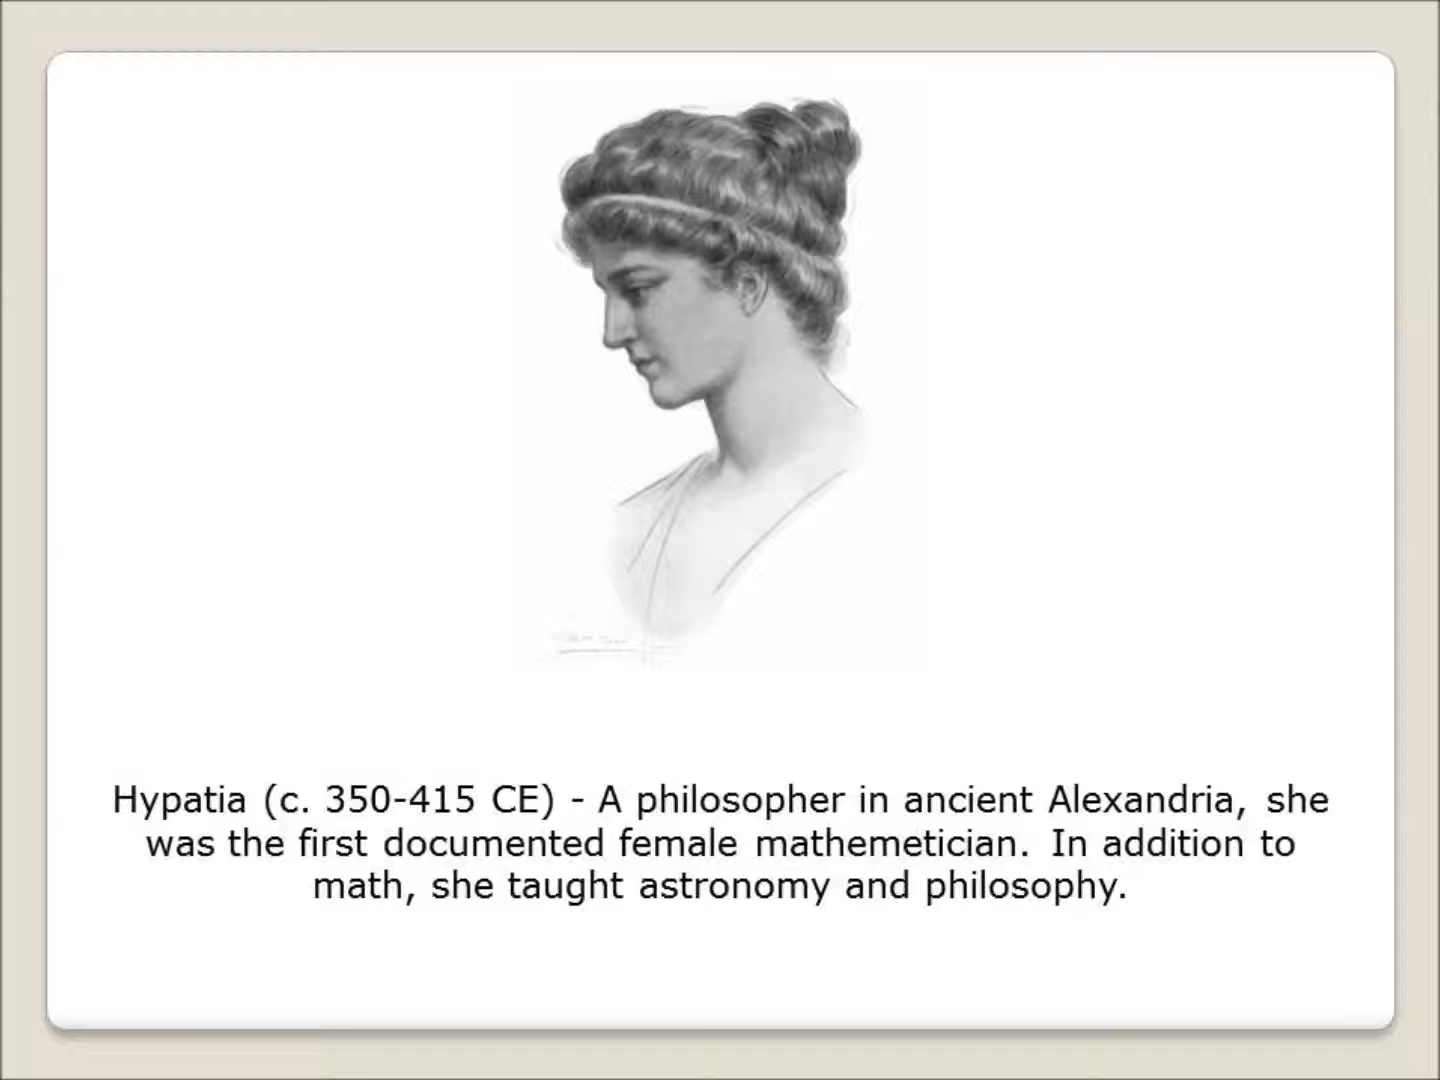 Hypatia (c. 350-415 CE) - A philosopher in ancient Alexandria, she
was the first documented female mathemetician. In addition to
math, she taught astronomy and philosophy.